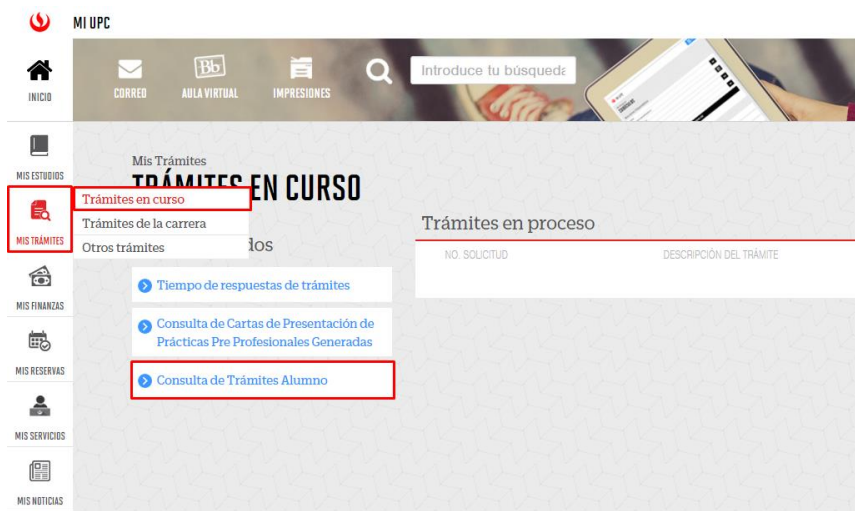 MI UPC
INICIO
CORREO
Bb
AULA VIRTUAL
IMPRESIONES
Introduce tu búsqueda
MIS ESTUDIOS
MIS TRÁMITES
MIS FINANZAS
MIS RESERVAS
MIS SERVICIOS
MIS NOTICIAS
Mis Trámites
TRÁMITES EN CURSO
Trámites en curso
Trámites de la carrera
Otros trámites
Tiempo de respuestas de trámites
Consulta de Cartas de Presentación de
Prácticas Pre Profesionales Generadas
Consulta de Trámites Alumno
Trámites en proceso
NO. SOLICITUD
DESCRIPCIÓN DEL TRÁMITE